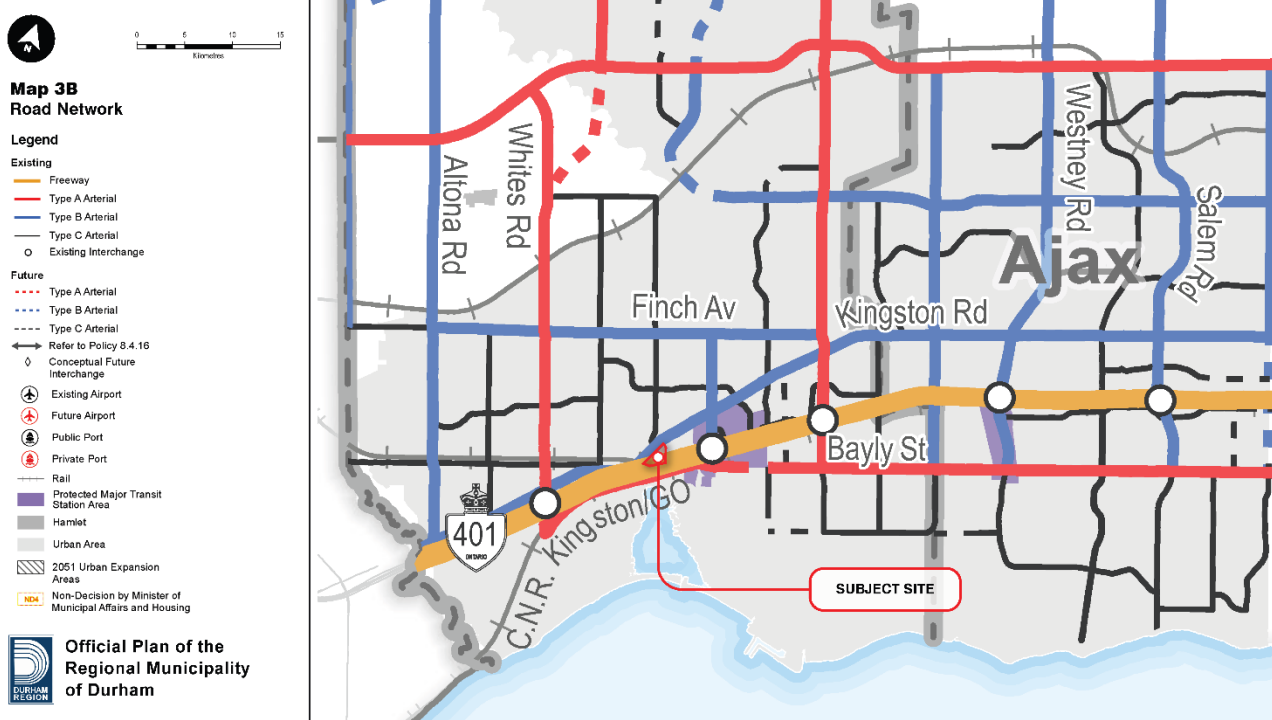 N
0 5 10 15
Kilometres
Map 3B
Road Network
Legend
Existing
Freeway
Type A Arterial
Type B Arterial
Type C Arterial
Existing Interchange
Future
Type A Arterial
Type B Arterial
Type C Arterial
Refer to Policy 8.4.16
Conceptual Future
Interchange
Existing Airport
Future Airport
Public Port
Private Port
Rail
Protected Major Transit
Station Area
Hamlet
Urban Area
2051 Urban Expansion
Areas
ND4
Non-Decision by Minister of
Municipal Affairs and Housing
DURHAM
REGION
Official Plan of the
Regional Municipality
of Durham
Altona Rd
Whites Rd
Westney Rd
Salem Rd
Ajax
Finch Av
Kingston Rd
Bayly St
401
ONTARIO
C.N.R. Kingston/GO
SUBJECT SITE